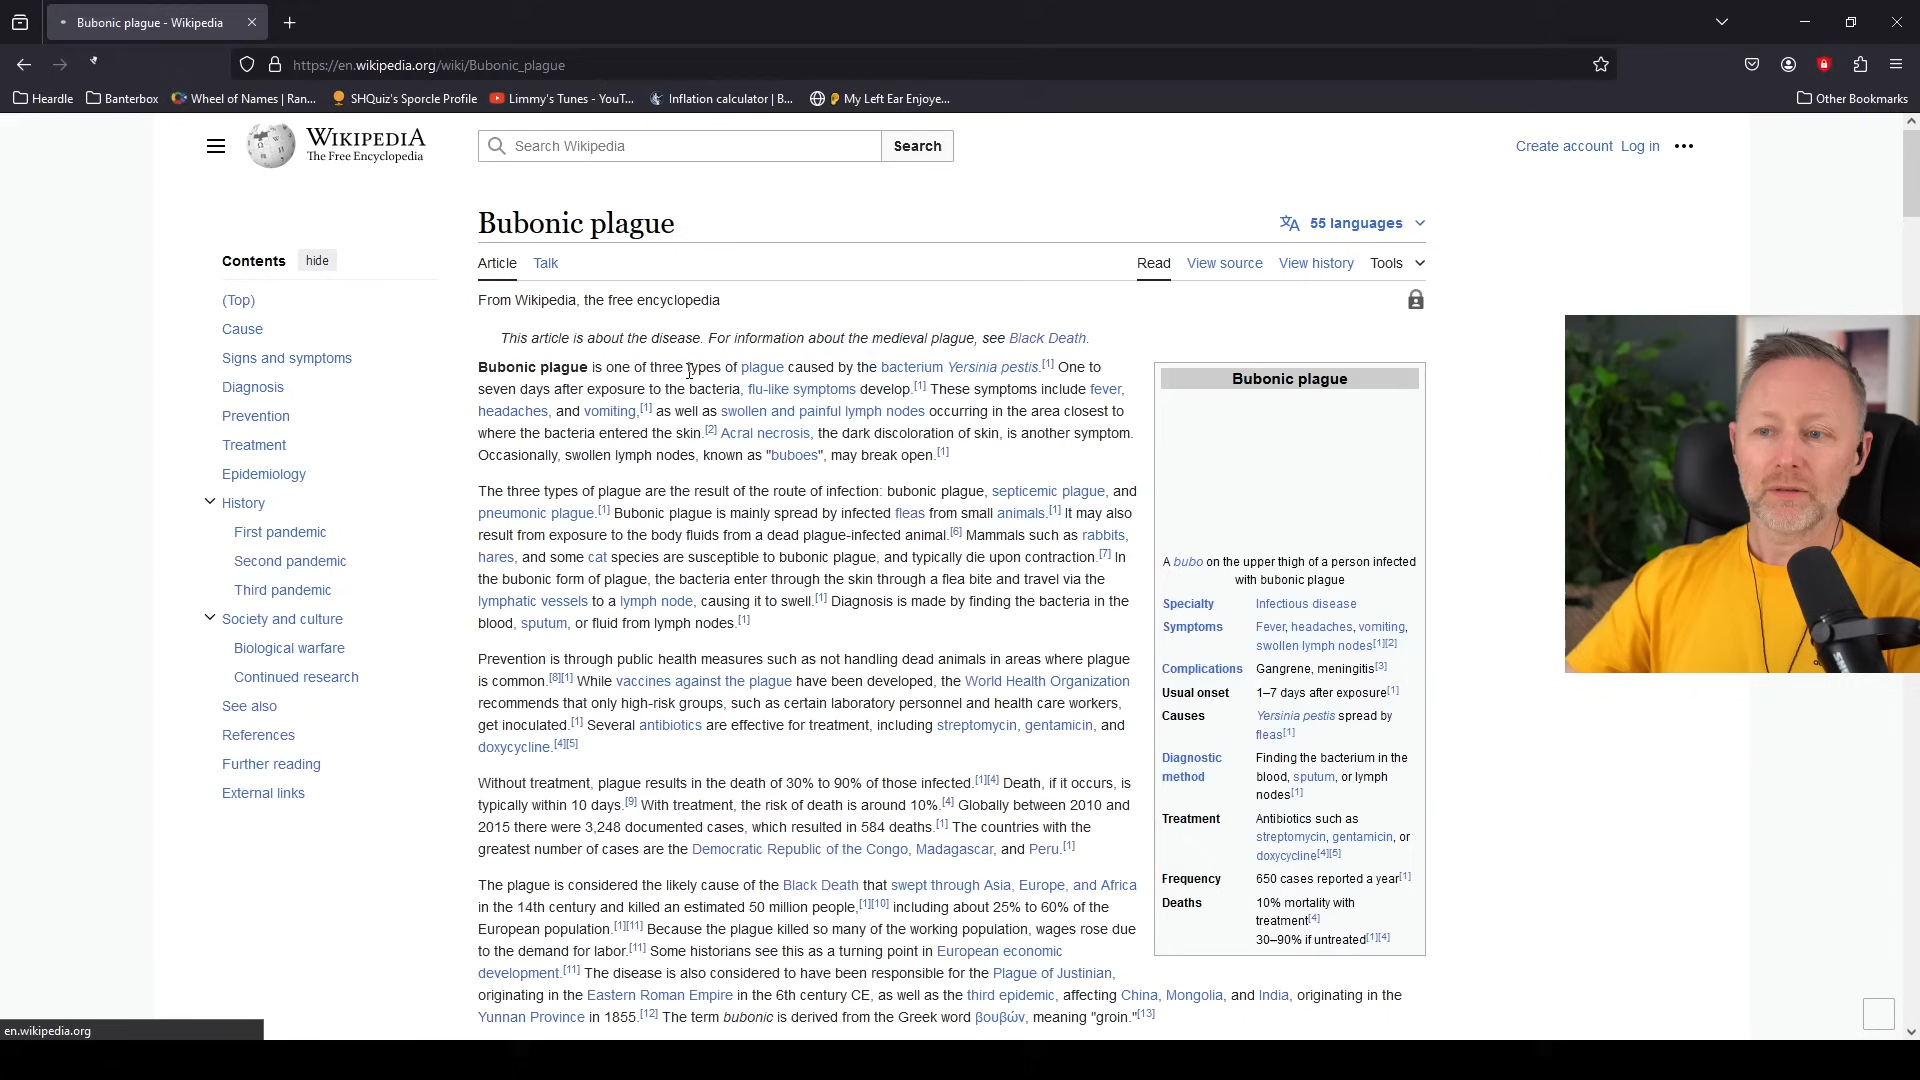 Bubonic plague - Wikipedia
https://en.wikipedia.org/wiki/Bubonic_plague
Heardle
Banterbox
Wheel of Names | Ran...
SHQuiz's Sporcle Profile
Limmy's Tunes - YouT...
Inflation calculator | B...
My Left Ear Enjoye...
Other Bookmarks
WIKIPEDIA
The Free Encyclopedia
Search Wikipedia
Search
Create account Log in
Bubonic plague
55 languages
Contents hide
(Top)
Cause
Signs and symptoms
Diagnosis
Prevention
Treatment
Epidemiology
History
First pandemic
Second pandemic
Third pandemic
Society and culture
Biological warfare
Continued research
See also
References
Further reading
External links
Article Talk
Read View source View history Tools
From Wikipedia, the free encyclopedia
This article is about the disease. For information about the medieval plague, see Black Death.
Bubonic plague is one of three types of plague caused by the bacterium Yersinia pestis.[1] One to
seven days after exposure to the bacteria, flu-like symptoms develop.[1] These symptoms include fever,
headaches, and vomiting,[1] as well as swollen and painful lymph nodes occurring in the area closest to
where the bacteria entered the skin.[2] Acral necrosis, the dark discoloration of skin, is another symptom.
Occasionally, swollen lymph nodes, known as "buboes", may break open.[1]
The three types of plague are the result of the route of infection: bubonic plague, septicemic plague, and
pneumonic plague.[1] Bubonic plague is mainly spread by infected fleas from small animals.[1] It may also
result from exposure to the body fluids from a dead plague-infected animal.[6] Mammals such as rabbits,
hares, and some cat species are susceptible to bubonic plague, and typically die upon contraction.[7] In
the bubonic form of plague, the bacteria enter through the skin through a flea bite and travel via the
lymphatic vessels to a lymph node, causing it to swell.[1] Diagnosis is made by finding the bacteria in the
blood, sputum, or fluid from lymph nodes.[1]
Prevention is through public health measures such as not handling dead animals in areas where plague
is common.[8][1] While vaccines against the plague have been developed, the World Health Organization
recommends that only high-risk groups, such as certain laboratory personnel and health care workers,
get inoculated.[1] Several antibiotics are effective for treatment, including streptomycin, gentamicin, and
doxycycline.[4][5]
Without treatment, plague results in the death of 30% to 90% of those infected.[1][4] Death, if it occurs, is
typically within 10 days.[9] With treatment, the risk of death is around 10%.[4] Globally between 2010 and
2015 there were 3,248 documented cases, which resulted in 584 deaths.[1] The countries with the
greatest number of cases are the Democratic Republic of the Congo, Madagascar, and Peru.[1]
The plague is considered the likely cause of the Black Death that swept through Asia, Europe, and Africa
in the 14th century and killed an estimated 50 million people,[1][10] including about 25% to 60% of the
European population.[1][11] Because the plague killed so many of the working population, wages rose due
to the demand for labor.[11] Some historians see this as a turning point in European economic
development.[11] The disease is also considered to have been responsible for the Plague of Justinian,
originating in the Eastern Roman Empire in the 6th century CE, as well as the third epidemic, affecting China, Mongolia, and India, originating in the
Yunnan Province in 1855.[12] The term bubonic is derived from the Greek word βουβών, meaning "groin."[13]
Bubonic plague
A bubo on the upper thigh of a person infected
with bubonic plague
Specialty Infectious disease
Symptoms Fever, headaches, vomiting,
swollen lymph nodes[1][2]
Complications Gangrene, meningitis[3]
Usual onset 1–7 days after exposure[1]
Causes Yersinia pestis spread by
fleas[1]
Diagnostic method Finding the bacterium in the
blood, sputum, or lymph
nodes[1]
Treatment Antibiotics such as
streptomycin, gentamicin, or
doxycycline[4][5]
Frequency 650 cases reported a year[1]
Deaths 10% mortality with
treatment[4]
30–90% if untreated[1][4]
en.wikipedia.org